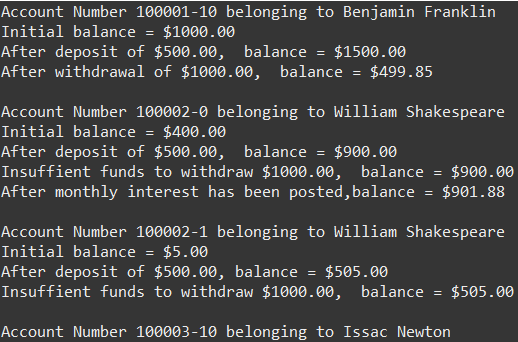 Account Number 100001-10 belonging to Benjamin Franklin
Initial balance = $1000.00
After deposit of $500.00,  balance = $1500.00
After withdrawal of $1000.00,  balance = $499.85

Account Number 100002-0 belonging to William Shakespeare
Initial balance = $400.00
After deposit of $500.00,  balance = $900.00
Insuffient funds to withdraw $1000.00,  balance = $900.00
After monthly interest has been posted,balance = $901.88

Account Number 100002-1 belonging to William Shakespeare
Initial balance = $5.00
After deposit of $500.00, balance = $505.00
Insuffient funds to withdraw $1000.00,  balance = $505.00

Account Number 100003-10 belonging to Issac Newton